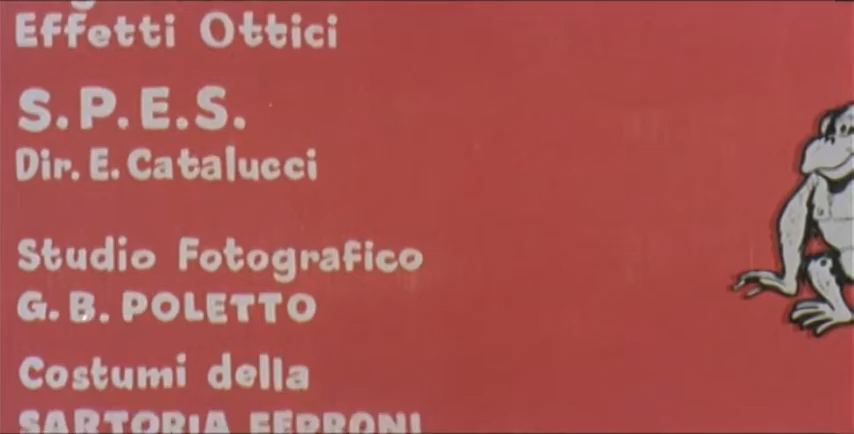 Effetti Ottici
S.P.E.S.
Dir. E. Catalucci
Studio Fotografico
G. B. POLETTO
Costumi della
SARTORIA FERRONI